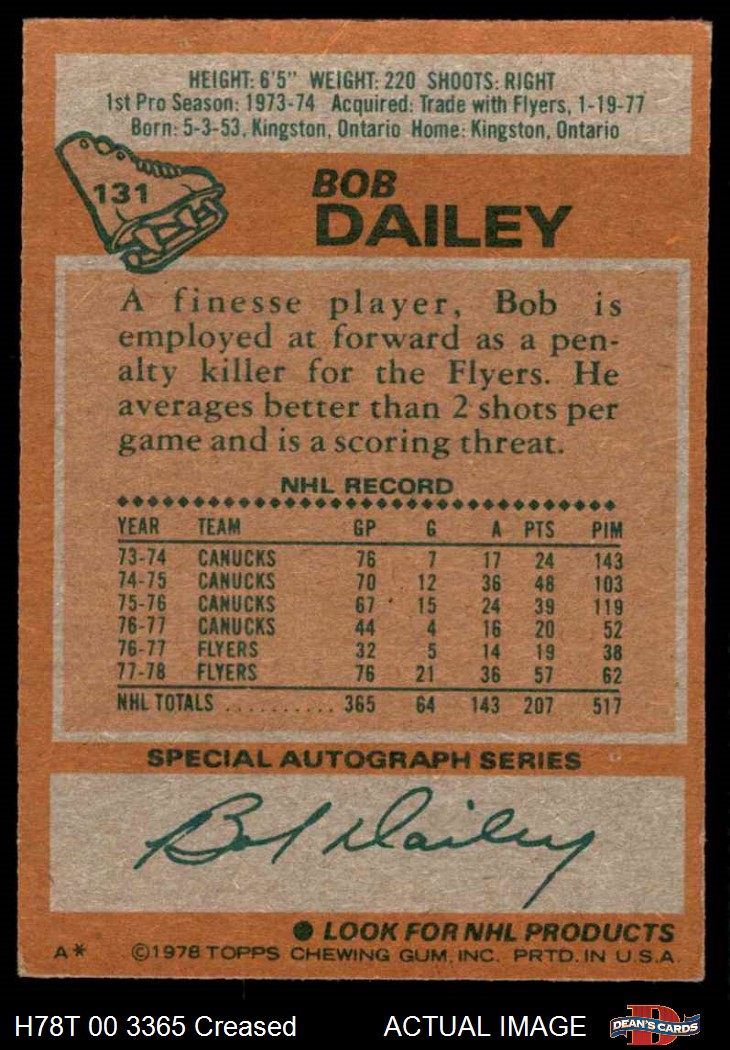 HEIGHT: 6'5" WEIGHT: 220 SHOOTS: RIGHT
1st Pro Season: 1973-74 Acquired: Trade with Flyers, 1-19-77
Born: 5-3-53, Kingston, Ontario Home: Kingston, Ontario
131
BOB
DAILEY
A finesse player, Bob is
employed at forward as a pen-
alty killer for the Flyers. He
averages better than 2 shots per
game and is a scoring threat.
NHL RECORD
YEAR TEAM GP G A PTS PIM
73-74 CANUCKS 76 7 17 24 143
74-75 CANUCKS 70 12 36 48 103
75-76 CANUCKS 67 15 24 39 119
76-77 CANUCKS 44 4 16 20 52
76-77 FLYERS 32 5 14 19 38
77-78 FLYERS 76 21 36 57 62
NHL TOTALS .......... 365 64 143 207 517
SPECIAL AUTOGRAPH SERIES
Bob Dailey
● LOOK FOR NHL PRODUCTS
A* ©1978 TOPPS CHEWING GUM, INC. PRTD. IN U.S.A.
H78T 00 3365 Creased ACTUAL IMAGE
D
DEAN'S CARDS